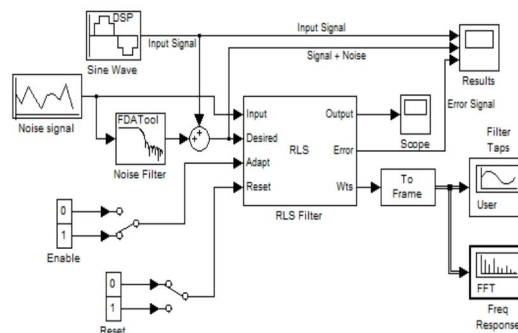 DSP
Input Signal
Input Signal
Sine Wave
Signal + Noise
Results
Noise signal
FDATool
Noise Filter
Input
Desired
Adapt
Reset
RLS
Output
Error
Wts
RLS Filter
Scope
Error Signal
To
Frame
Filter
Taps
User
FFT
Freq
Response
0
1
Enable
0
1
Reset